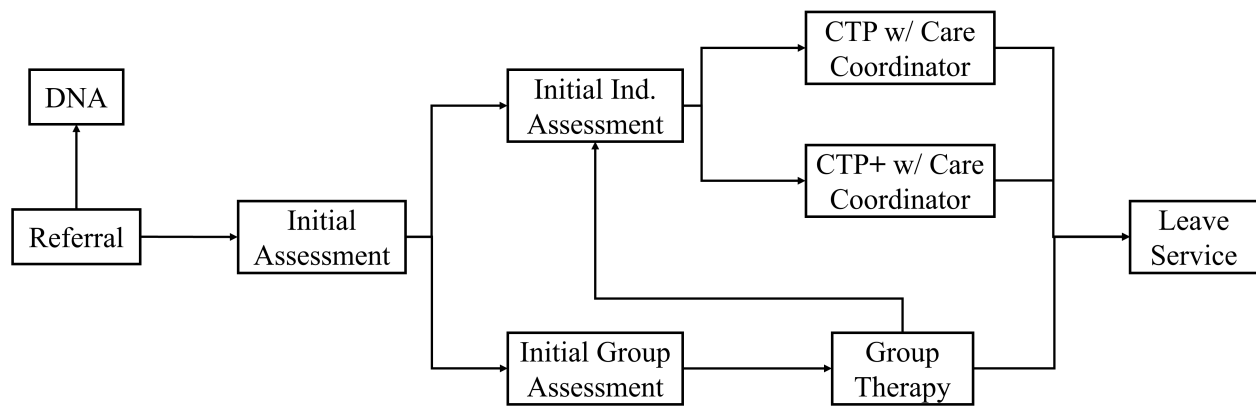 DNA
Referral
Initial
Assessment
Initial Ind.
Assessment
Initial Group
Assessment
CTP w/ Care
Coordinator
CTP+ w/ Care
Coordinator
Group
Therapy
Leave
Service